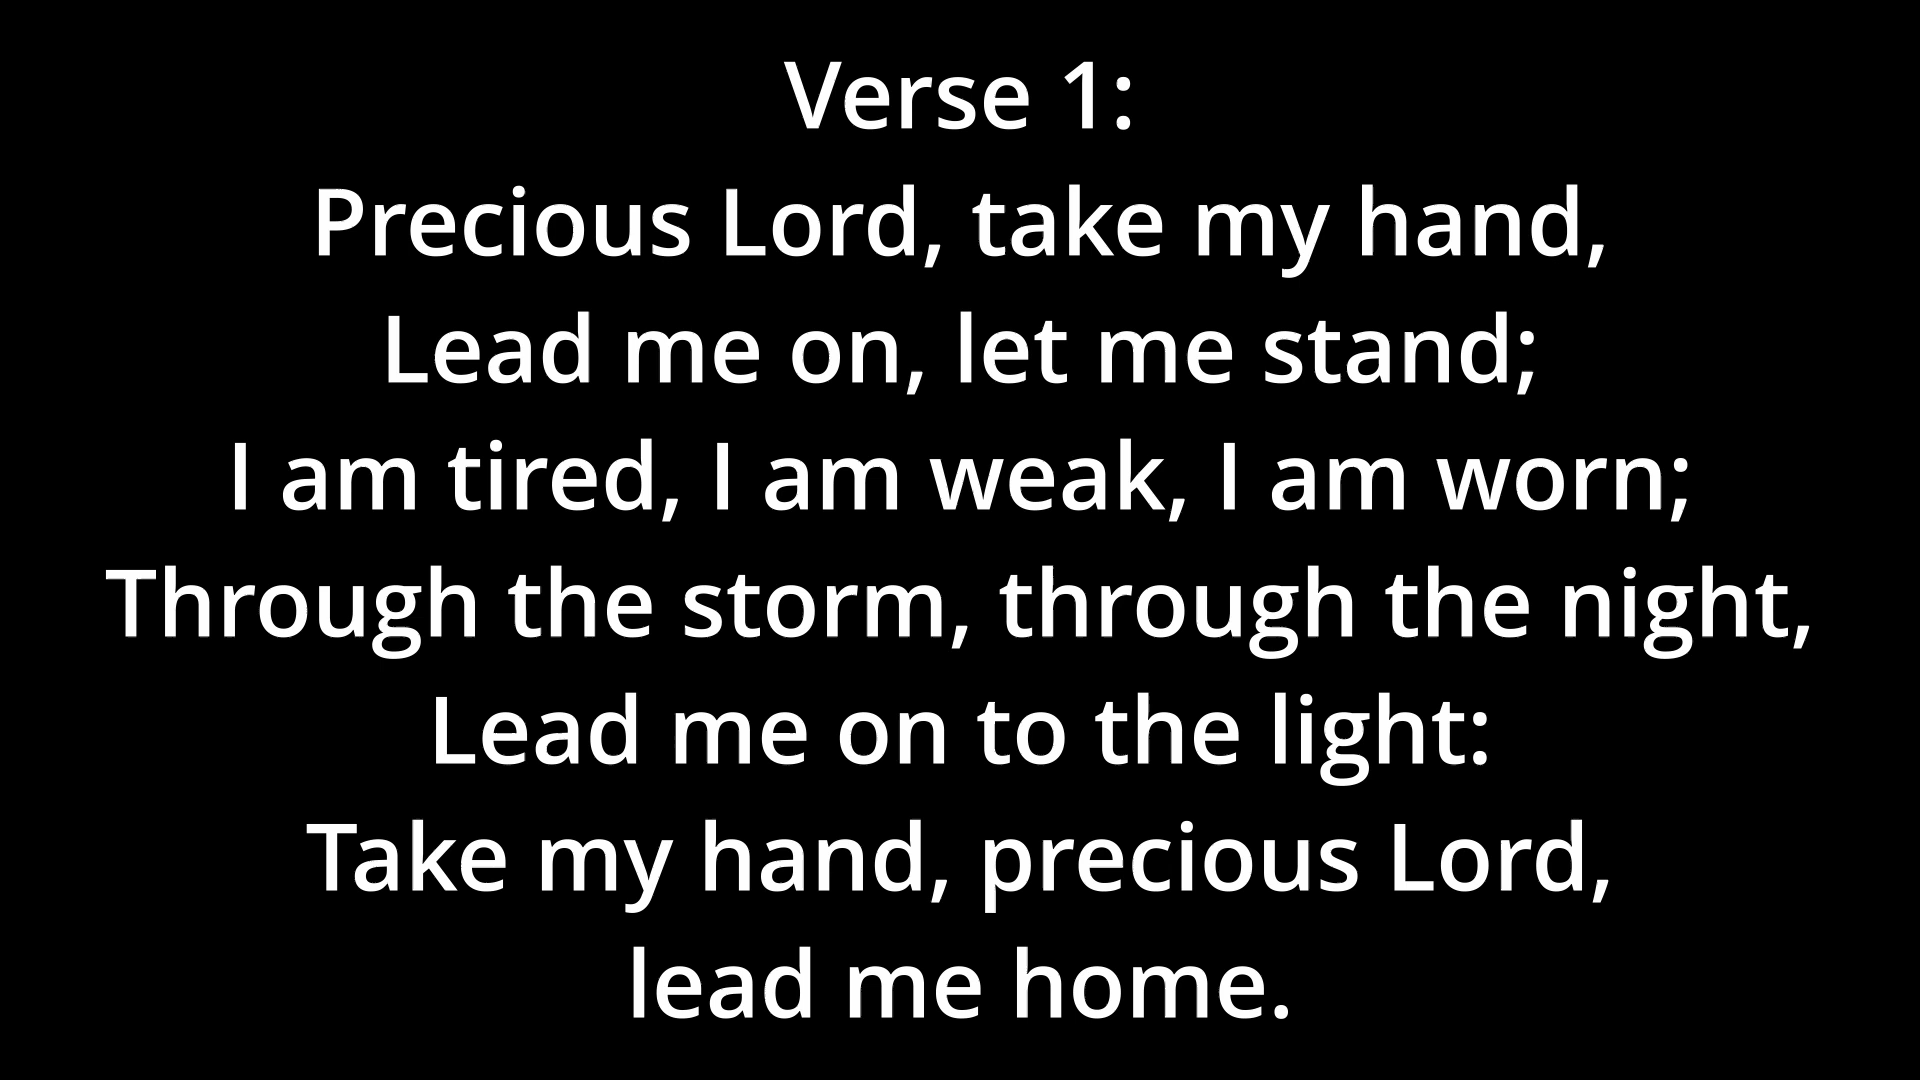 Verse 1:
Precious Lord, take my hand,
Lead me on, let me stand;
I am tired, I am weak, I am worn;
Through the storm, through the night,
Lead me on to the light:
Take my hand, precious Lord,
lead me home.